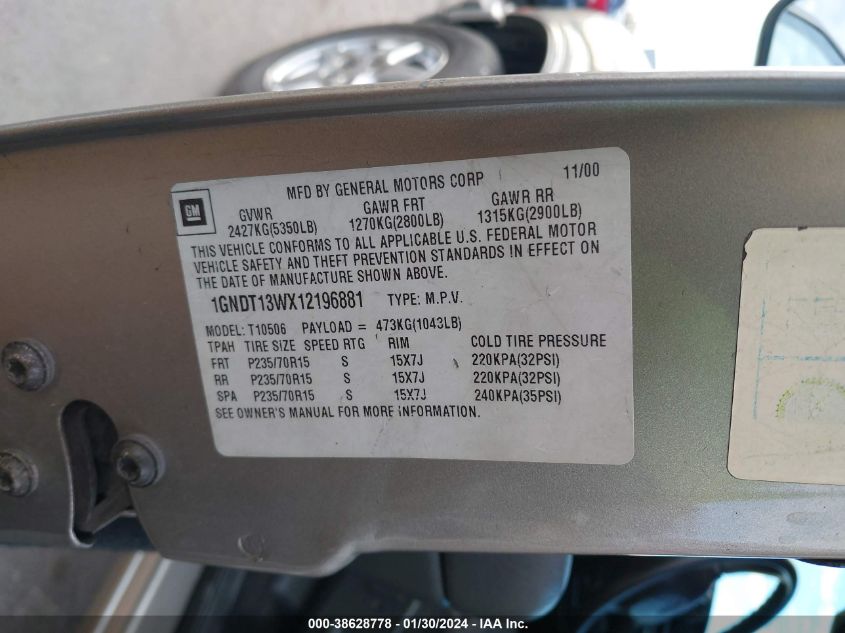 MFD BY GENERAL MOTORS CORP 11/00
GM
GVWR GAWR FRT GAWR RR
2427KG(5350LB) 1270KG(2800LB) 1315KG(2900LB)
THIS VEHICLE CONFORMS TO ALL APPLICABLE U.S. FEDERAL MOTOR
VEHICLE SAFETY AND THEFT PREVENTION STANDARDS IN EFFECT ON
THE DATE OF MANUFACTURE SHOWN ABOVE.
1GNDT13WX12196881 TYPE: M.P.V.
MODEL: T10506 PAYLOAD = 473KG(1043LB)
TPAH TIRE SIZE SPEED RTG RIM COLD TIRE PRESSURE
FRT P235/70R15 S 15X7J 220KPA(32PSI)
RR P235/70R15 S 15X7J 220KPA(32PSI)
SPA P235/70R15 S 15X7J 240KPA(35PSI)
SEE OWNER'S MANUAL FOR MORE INFORMATION.
000-38628778 - 01/30/2024 - IAA Inc.